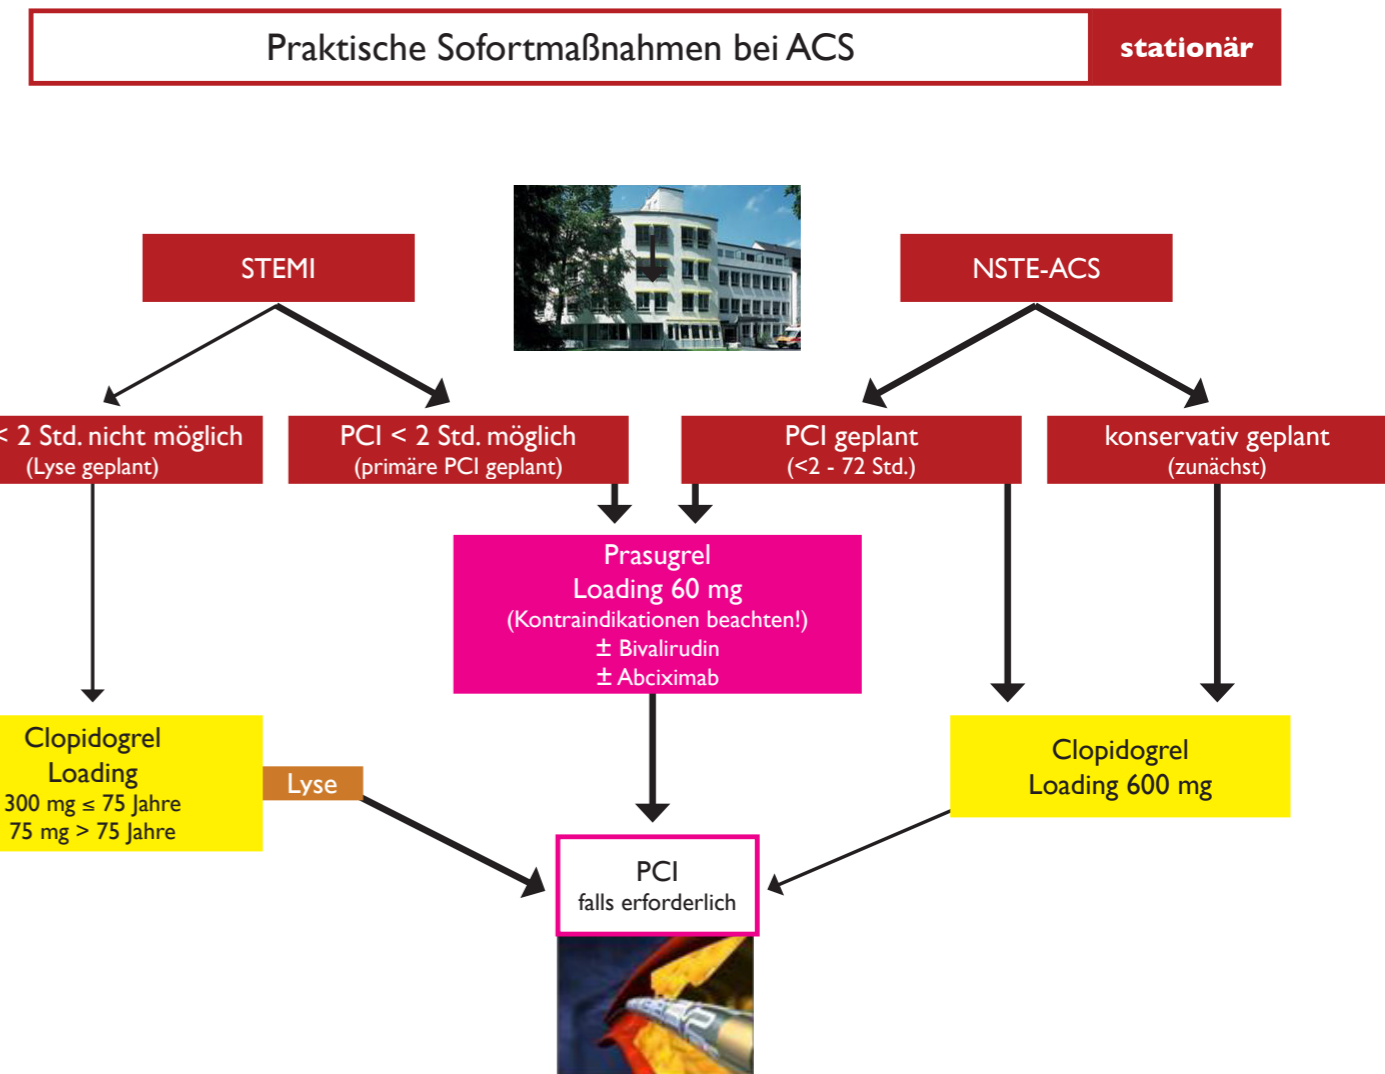 Praktische Sofortmaßnahmen bei ACS
stationär
STEMI
NSTE-ACS
< 2 Std. nicht möglich
(Lyse geplant)
PCI < 2 Std. möglich
(primäre PCI geplant)
PCI geplant
(<2 - 72 Std.)
konservativ geplant
(zunächst)
Prasugrel
Loading 60 mg
(Kontraindikationen beachten!)
± Bivalirudin
± Abciximab
Clopidogrel
Loading
300 mg ≤ 75 Jahre
75 mg > 75 Jahre
Lyse
Clopidogrel
Loading 600 mg
PCI
falls erforderlich